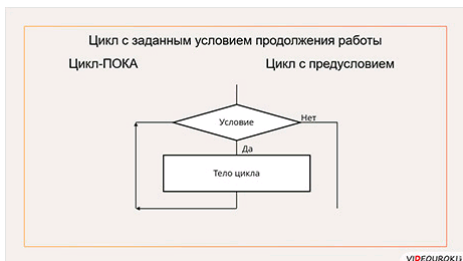 Цикл с заданным условием продолжения работы
Цикл-ПОКА Цикл с предусловием
Условие
Нет
Да
Тело цикла
VIDEOUROKI